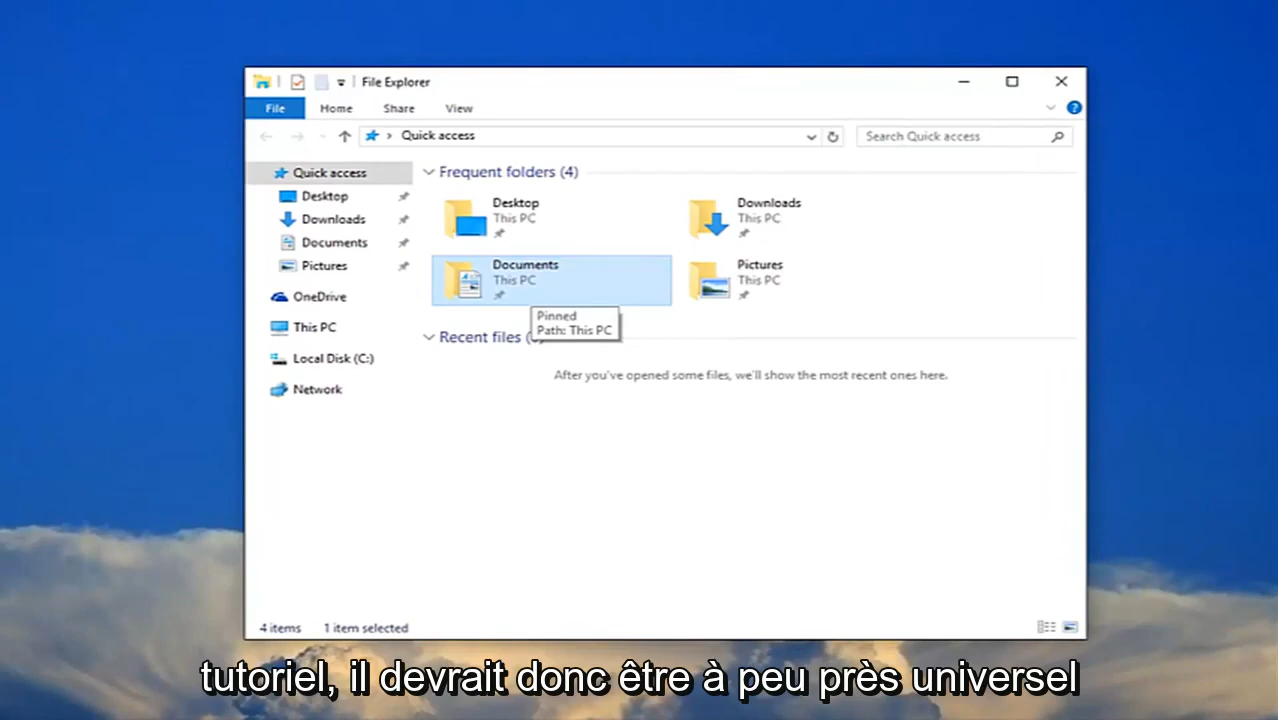 File Explorer
File Home Share View
Quick access
Search Quick access
Quick access
Desktop
Downloads
Documents
Pictures
OneDrive
This PC
Local Disk (C:)
Network
Frequent folders (4)
Desktop
This PC
Downloads
This PC
Documents
This PC
Pictures
This PC
Pinned
Path: This PC
Recent files
After you've opened some files, we'll show the most recent ones here.
4 items 1 item selected
tutoriel, il devrait donc être à peu près universel